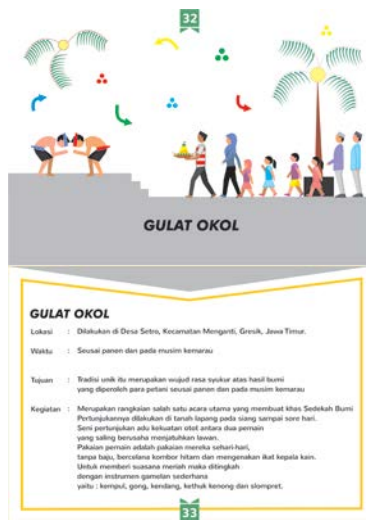 32
GULAT OKOL
GULAT OKOL
Lokasi : Dilakukan di Desa Setro, Kecamatan Menganti, Gresik, Jawa Timur.
Waktu : Seusai panen dan pada musim kemarau
Tujuan : Tradisi unik itu merupakan wujud rasa syukur atas hasil bumi
yang diperoleh para petani seusai panen dan pada musim kemarau
Kegiatan : Merupakan rangkaian salah satu acara utama yang membuat khas Sedekah Bumi
Pertunjukannya dilakukan di tanah lapang pada siang sampai sore hari.
Seni pertunjukan adu kekuatan otot antara dua pemain
yang saling berusaha menjatuhkan lawan.
Pakaian pemain adalah pakaian mereka sehari-hari,
tanpa baju, bercelana kombor hitam dan mengenakan ikat kepala kain.
Untuk memberi suasana meriah maka ditingkah
dengan instrumen gamelan sederhana
yaitu : kempul, gong, kendang, kethuk kenong dan slompret.
33